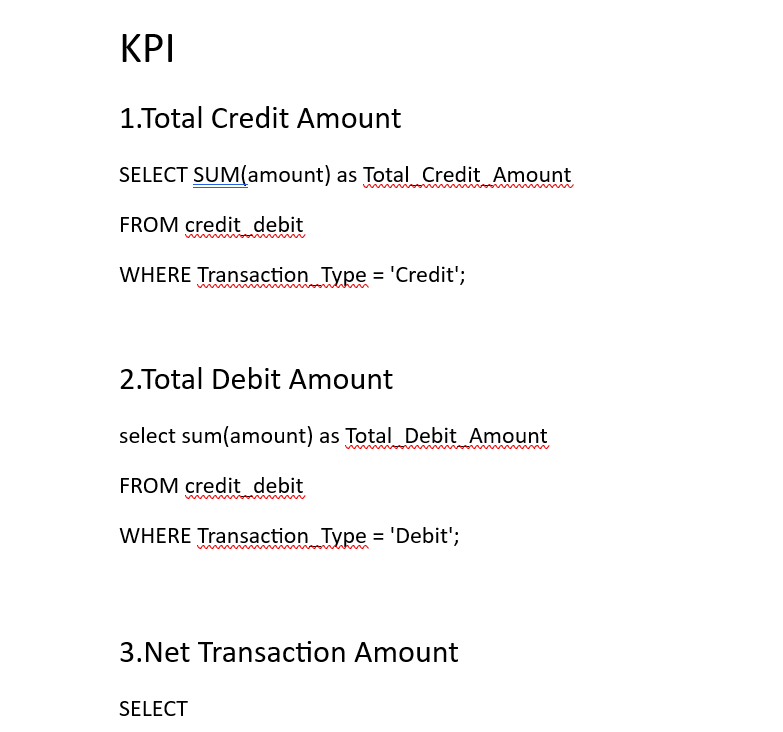 KPI
1.Total Credit Amount
SELECT SUM(amount) as Total_Credit_Amount
FROM credit_debit
WHERE Transaction_Type = 'Credit';
2.Total Debit Amount
select sum(amount) as Total_Debit_Amount
FROM credit_debit
WHERE Transaction_Type = 'Debit';
3.Net Transaction Amount
SELECT